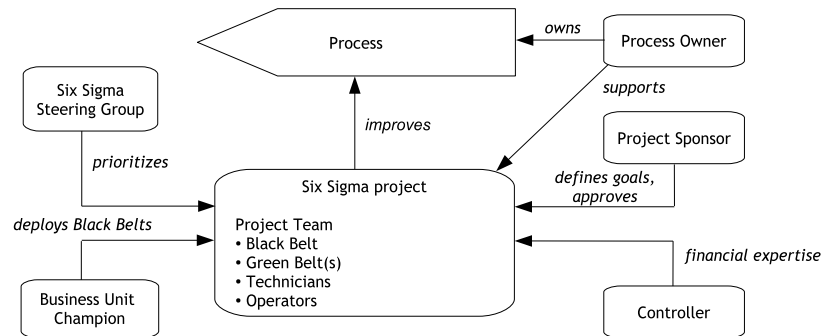 Process
owns
Process Owner
supports
Six Sigma
Steering Group
prioritizes
improves
Project Sponsor
defines goals,
approves
Six Sigma project
Project Team
• Black Belt
• Green Belt(s)
• Technicians
• Operators
deploys Black Belts
Business Unit
Champion
financial expertise
Controller